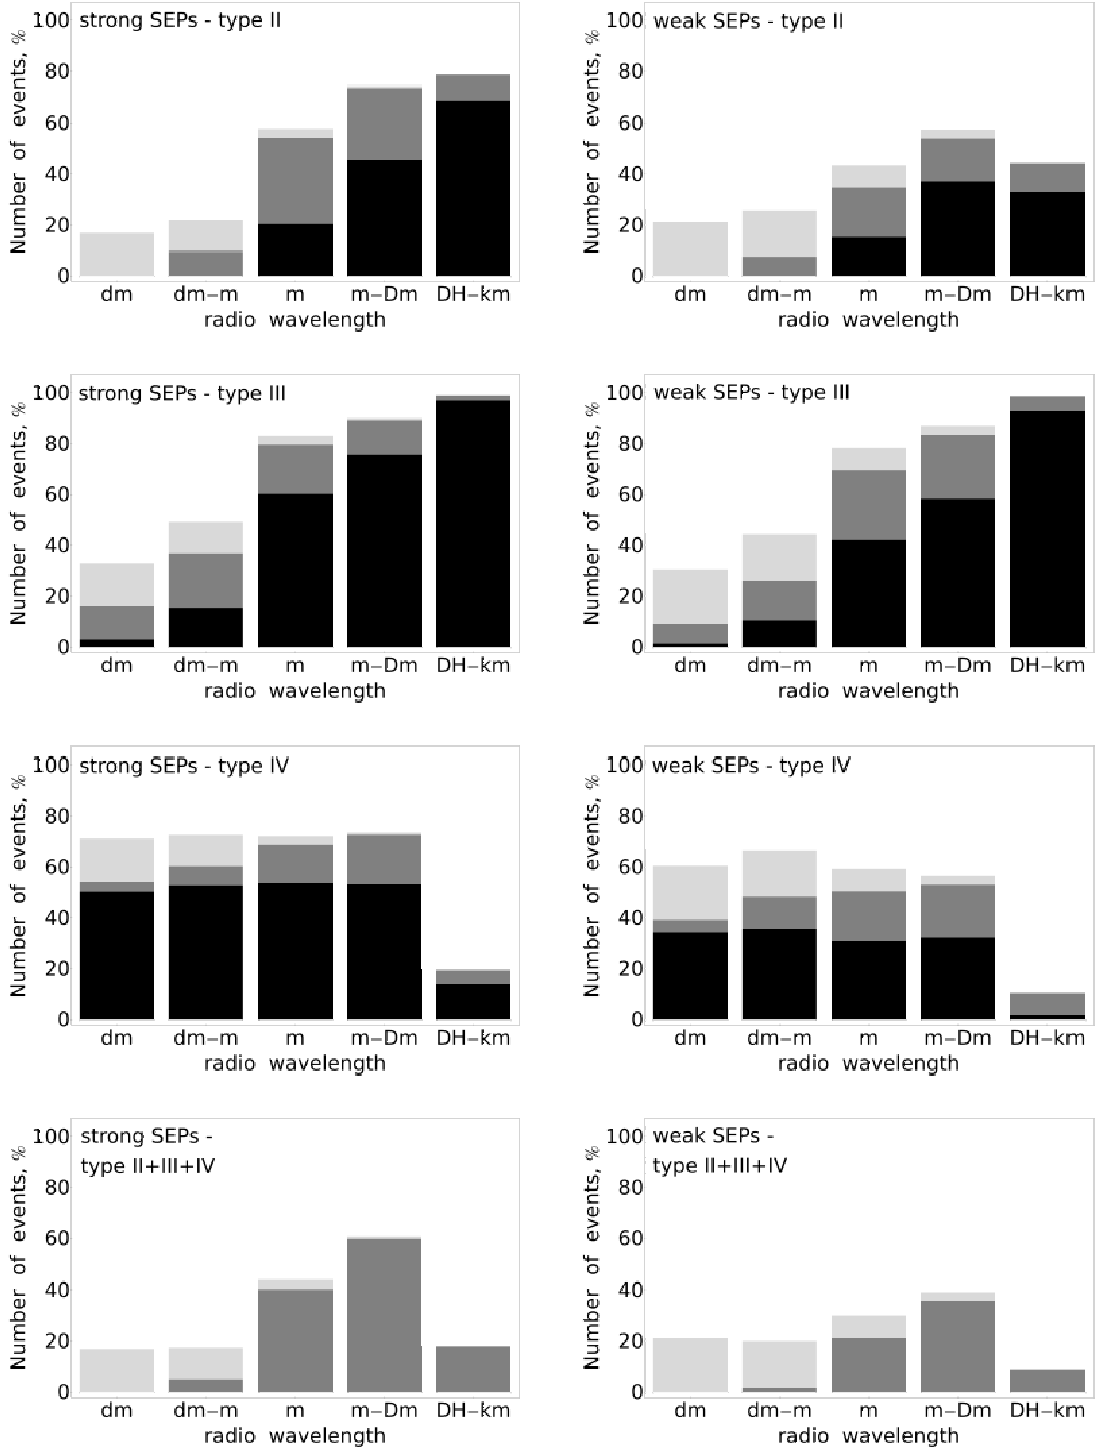 strong SEPs - type II
Number of events, %
100
80
60
40
20
0
dm dm−m m m−Dm DH−km
radio wavelength
weak SEPs - type II
Number of events, %
100
80
60
40
20
0
dm dm−m m m−Dm DH−km
radio wavelength
strong SEPs - type III
Number of events, %
100
80
60
40
20
0
dm dm−m m m−Dm DH−km
radio wavelength
weak SEPs - type III
Number of events, %
100
80
60
40
20
0
dm dm−m m m−Dm DH−km
radio wavelength
strong SEPs - type IV
Number of events, %
100
80
60
40
20
0
dm dm−m m m−Dm DH−km
radio wavelength
weak SEPs - type IV
Number of events, %
100
80
60
40
20
0
dm dm−m m m−Dm DH−km
radio wavelength
strong SEPs -
type II+III+IV
Number of events, %
100
80
60
40
20
0
dm dm−m m m−Dm DH−km
radio wavelength
weak SEPs -
type II+III+IV
Number of events, %
100
80
60
40
20
0
dm dm−m m m−Dm DH−km
radio wavelength